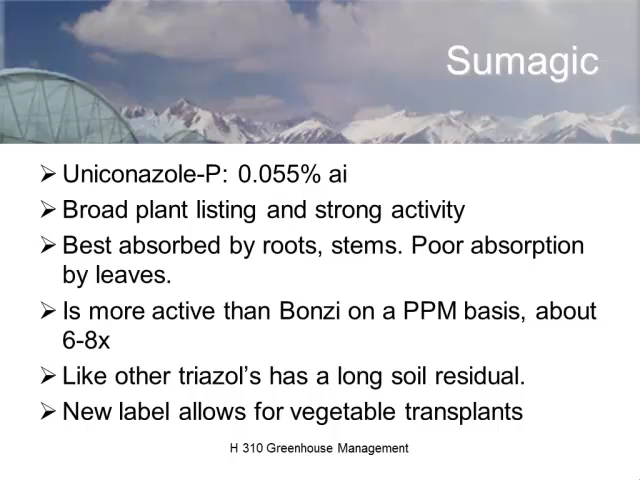 Sumagic
➢ Uniconazole-P: 0.055% ai
➢ Broad plant listing and strong activity
➢ Best absorbed by roots, stems. Poor absorption
by leaves.
➢ Is more active than Bonzi on a PPM basis, about
6-8x
➢ Like other triazol’s has a long soil residual.
➢ New label allows for vegetable transplants
H 310 Greenhouse Management